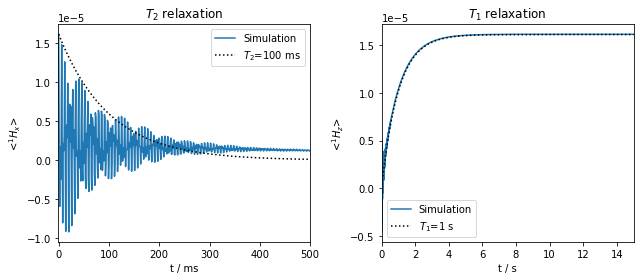 T₂ relaxation
1e−5
Simulation
T₂=100 ms
1.5
1.0
0.5
0.0
−0.5
−1.0
<¹Hₓ>
0 100 200 300 400 500
t / ms
T₁ relaxation
1e−5
1.5
1.0
0.5
0.0
−0.5
<¹H_z>
Simulation
T₁=1 s
0 2 4 6 8 10 12 14
t / s